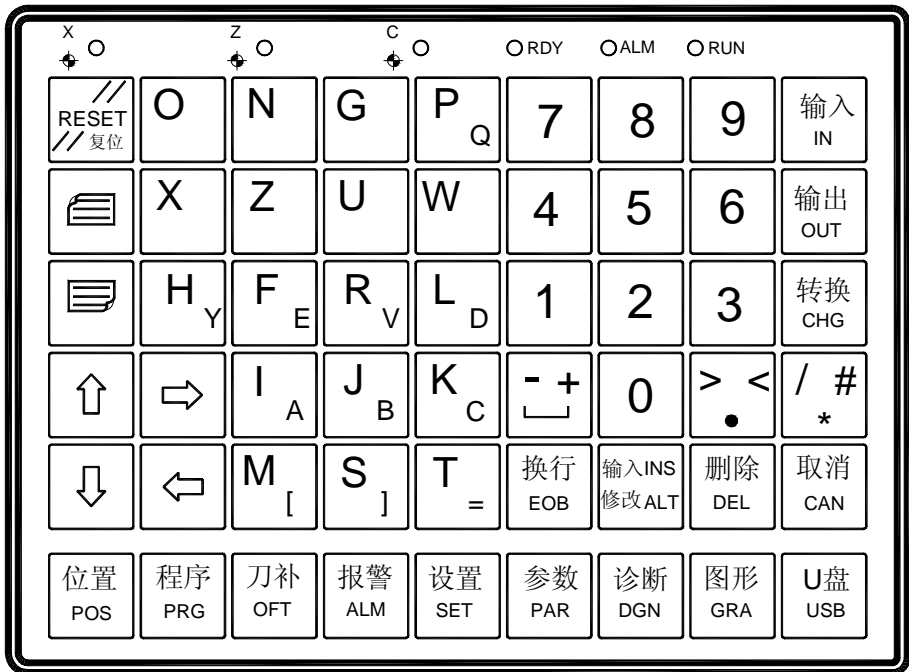 X Z C RDY ALM RUN
//
RESET O N G P Q 7 8 9 输入
// 复位 IN
X Z U W 4 5 6 输出
OUT
H Y F E R V L D 1 2 3 转换
CHG
I A J B K C - + 0 > < / #
• *
M [ S ] T = 换行 输入INS 删除 取消
EOB 修改ALT DEL CAN
位置 程序 刀补 报警 设置 参数 诊断 图形 U盘
POS PRG OFT ALM SET PAR DGN GRA USB